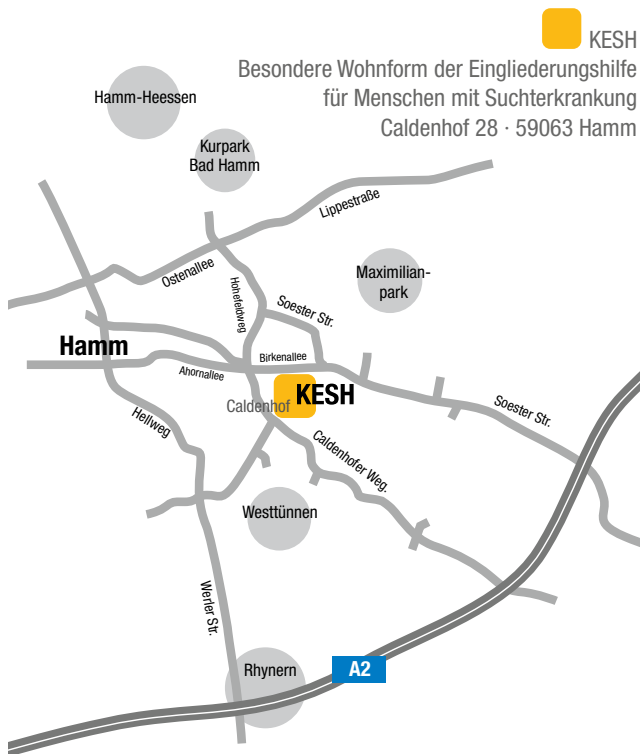 KESH
Besondere Wohnform der Eingliederungshilfe
für Menschen mit Suchterkrankung
Caldenhof 28 · 59063 Hamm
Hamm-Heessen
Kurpark
Bad Hamm
Lippestraße
Ostenallee
Hohefeldweg
Maximilian-
park
Soester Str.
Hamm
Birkenallee
Ahornallee
KESH
Caldenhof
Soester Str.
Hellweg
Caldenhofer Weg.
Westtünnen
Werler Str.
Rhynern
A2